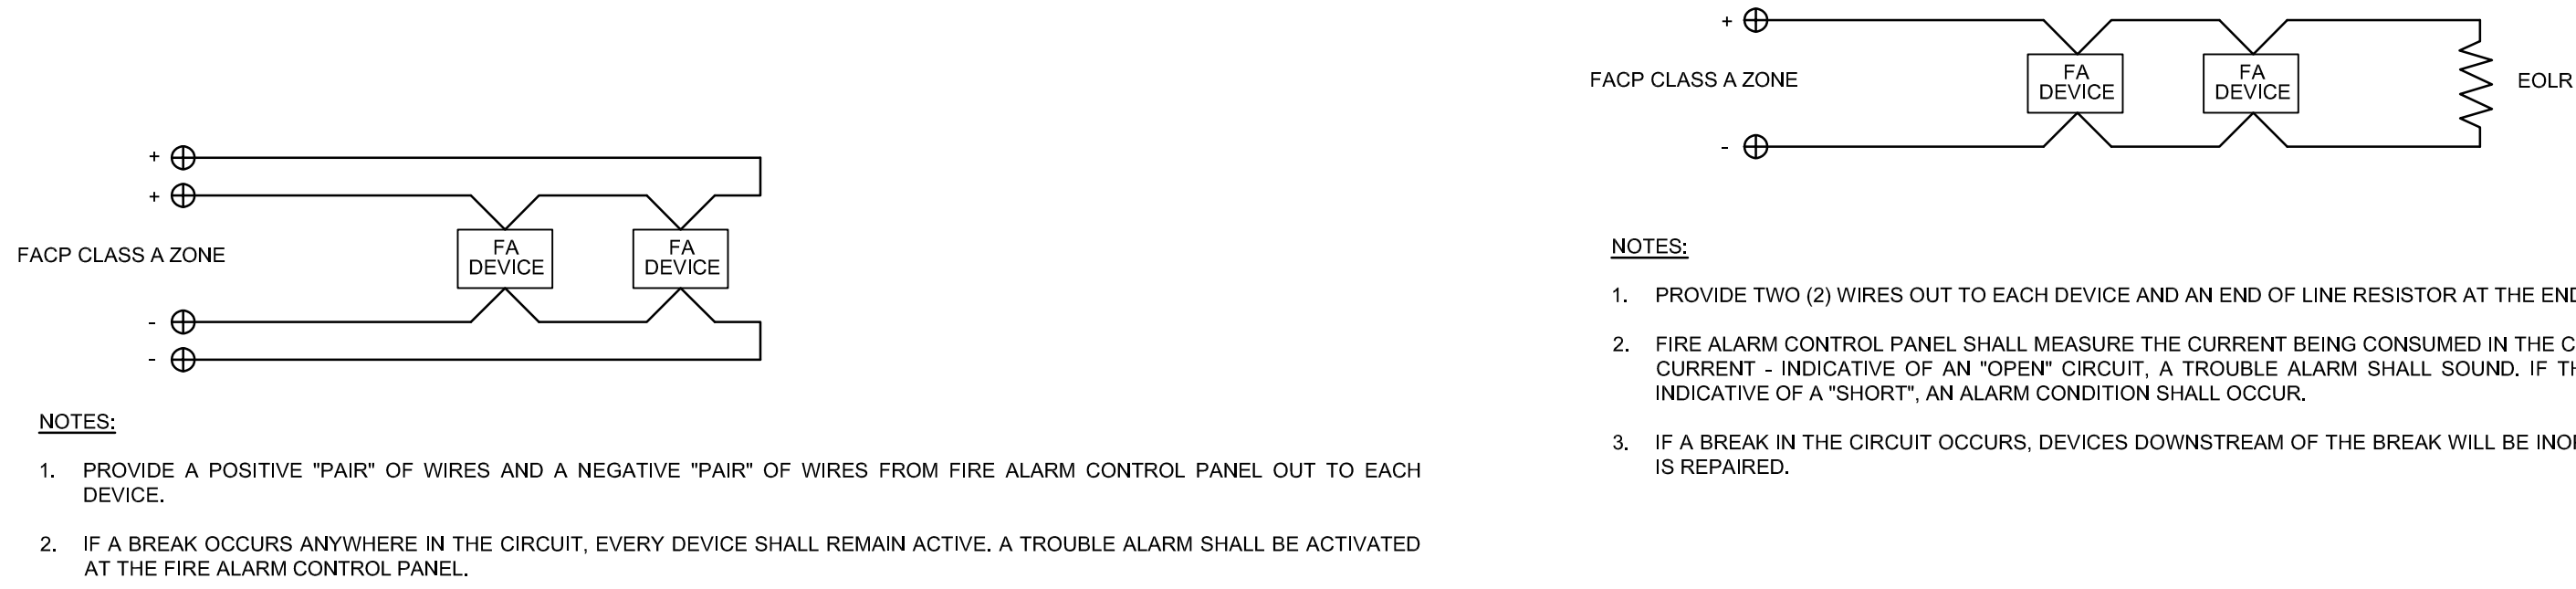 +
+
FACP CLASS A ZONE
FA
DEVICE
FA
DEVICE
-
-
NOTES:
1. PROVIDE A POSITIVE "PAIR" OF WIRES AND A NEGATIVE "PAIR" OF WIRES FROM FIRE ALARM CONTROL PANEL OUT TO EACH
DEVICE.
2. IF A BREAK OCCURS ANYWHERE IN THE CIRCUIT, EVERY DEVICE SHALL REMAIN ACTIVE. A TROUBLE ALARM SHALL BE ACTIVATED
AT THE FIRE ALARM CONTROL PANEL.
+
FACP CLASS A ZONE
FA
DEVICE
FA
DEVICE
EOLR
-
NOTES:
1. PROVIDE TWO (2) WIRES OUT TO EACH DEVICE AND AN END OF LINE RESISTOR AT THE END
2. FIRE ALARM CONTROL PANEL SHALL MEASURE THE CURRENT BEING CONSUMED IN THE
CURRENT - INDICATIVE OF AN "OPEN" CIRCUIT, A TROUBLE ALARM SHALL SOUND. IF
INDICATIVE OF A "SHORT", AN ALARM CONDITION SHALL OCCUR.
3. IF A BREAK IN THE CIRCUIT OCCURS, DEVICES DOWNSTREAM OF THE BREAK WILL BE
IS REPAIRED.